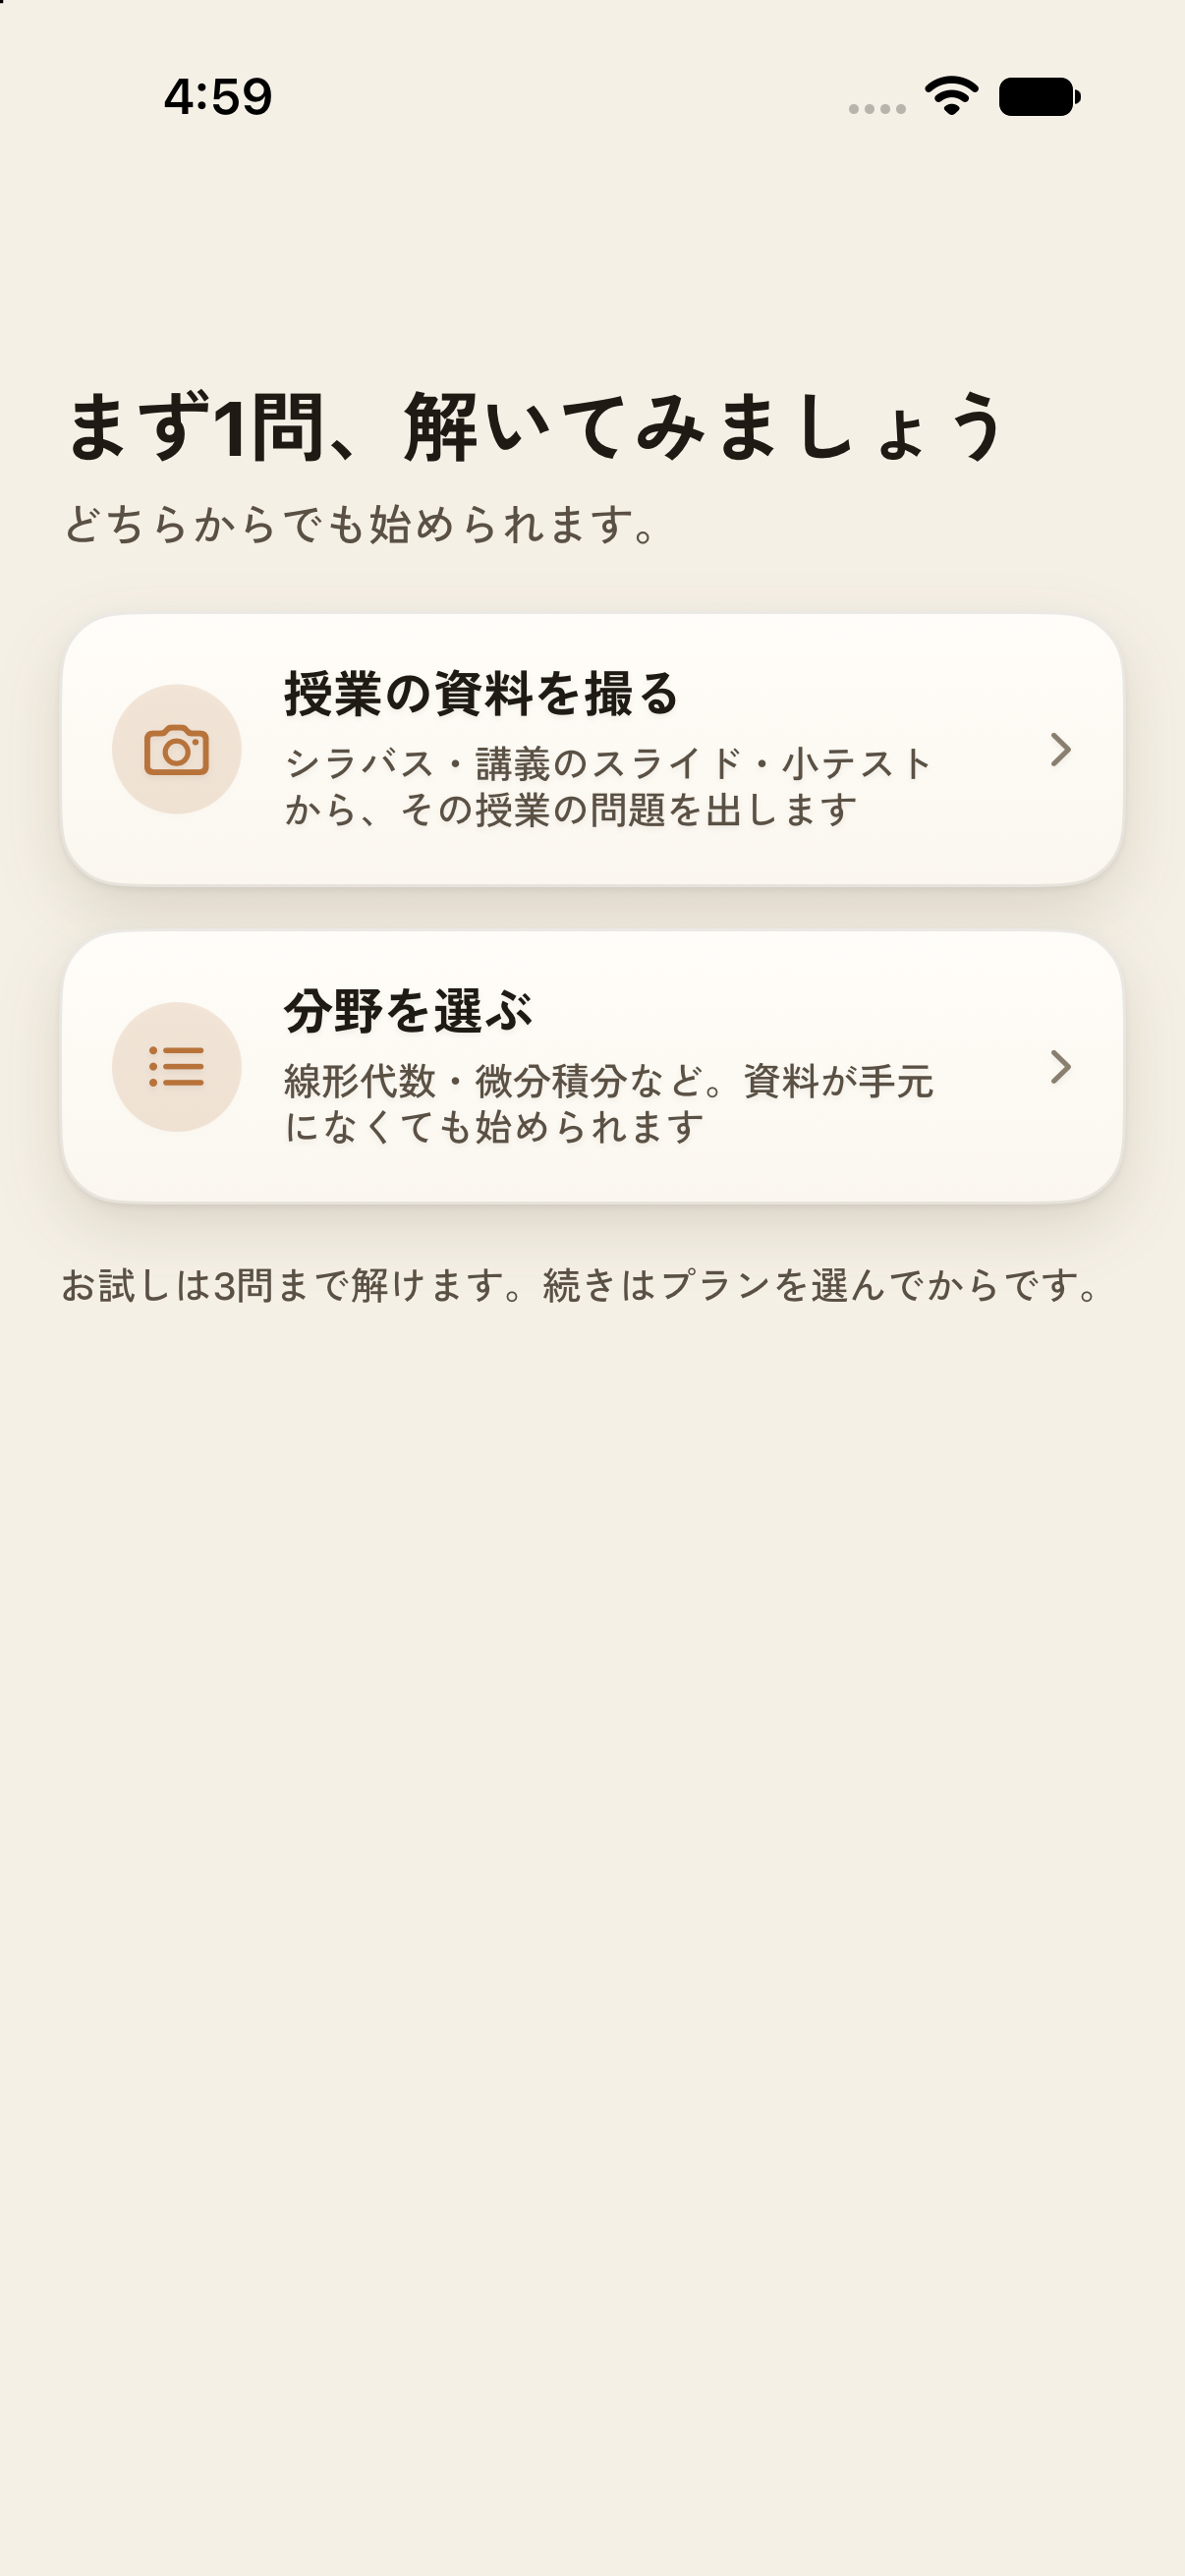 4:59
まず1問、解いてみましょう
どちらからでも始められます。
授業の資料を撮る
シラバス・講義のスライド・小テスト
から、その授業の問題を出します
分野を選ぶ
線形代数・微分積分など。資料が手元
になくても始められます
お試しは3問まで解けます。続きはプランを選んでからです。